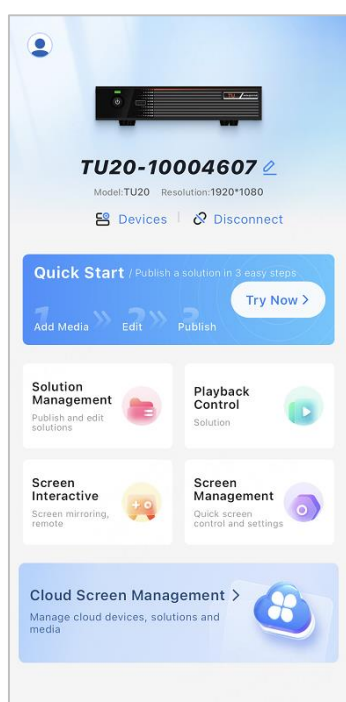 TU
TU20-10004607
Model:TU20 Resolution:1920*1080
Devices Disconnect
Quick Start / Publish a solution in 3 easy steps
Try Now >
1 2 3
Add Media Edit Publish
Solution
Management
Publish and edit
solutions
Playback
Control
Solution
Screen
Interactive
Screen mirroring,
remote
Screen
Management
Quick screen
control and settings
Cloud Screen Management >
Manage cloud devices, solutions and
media